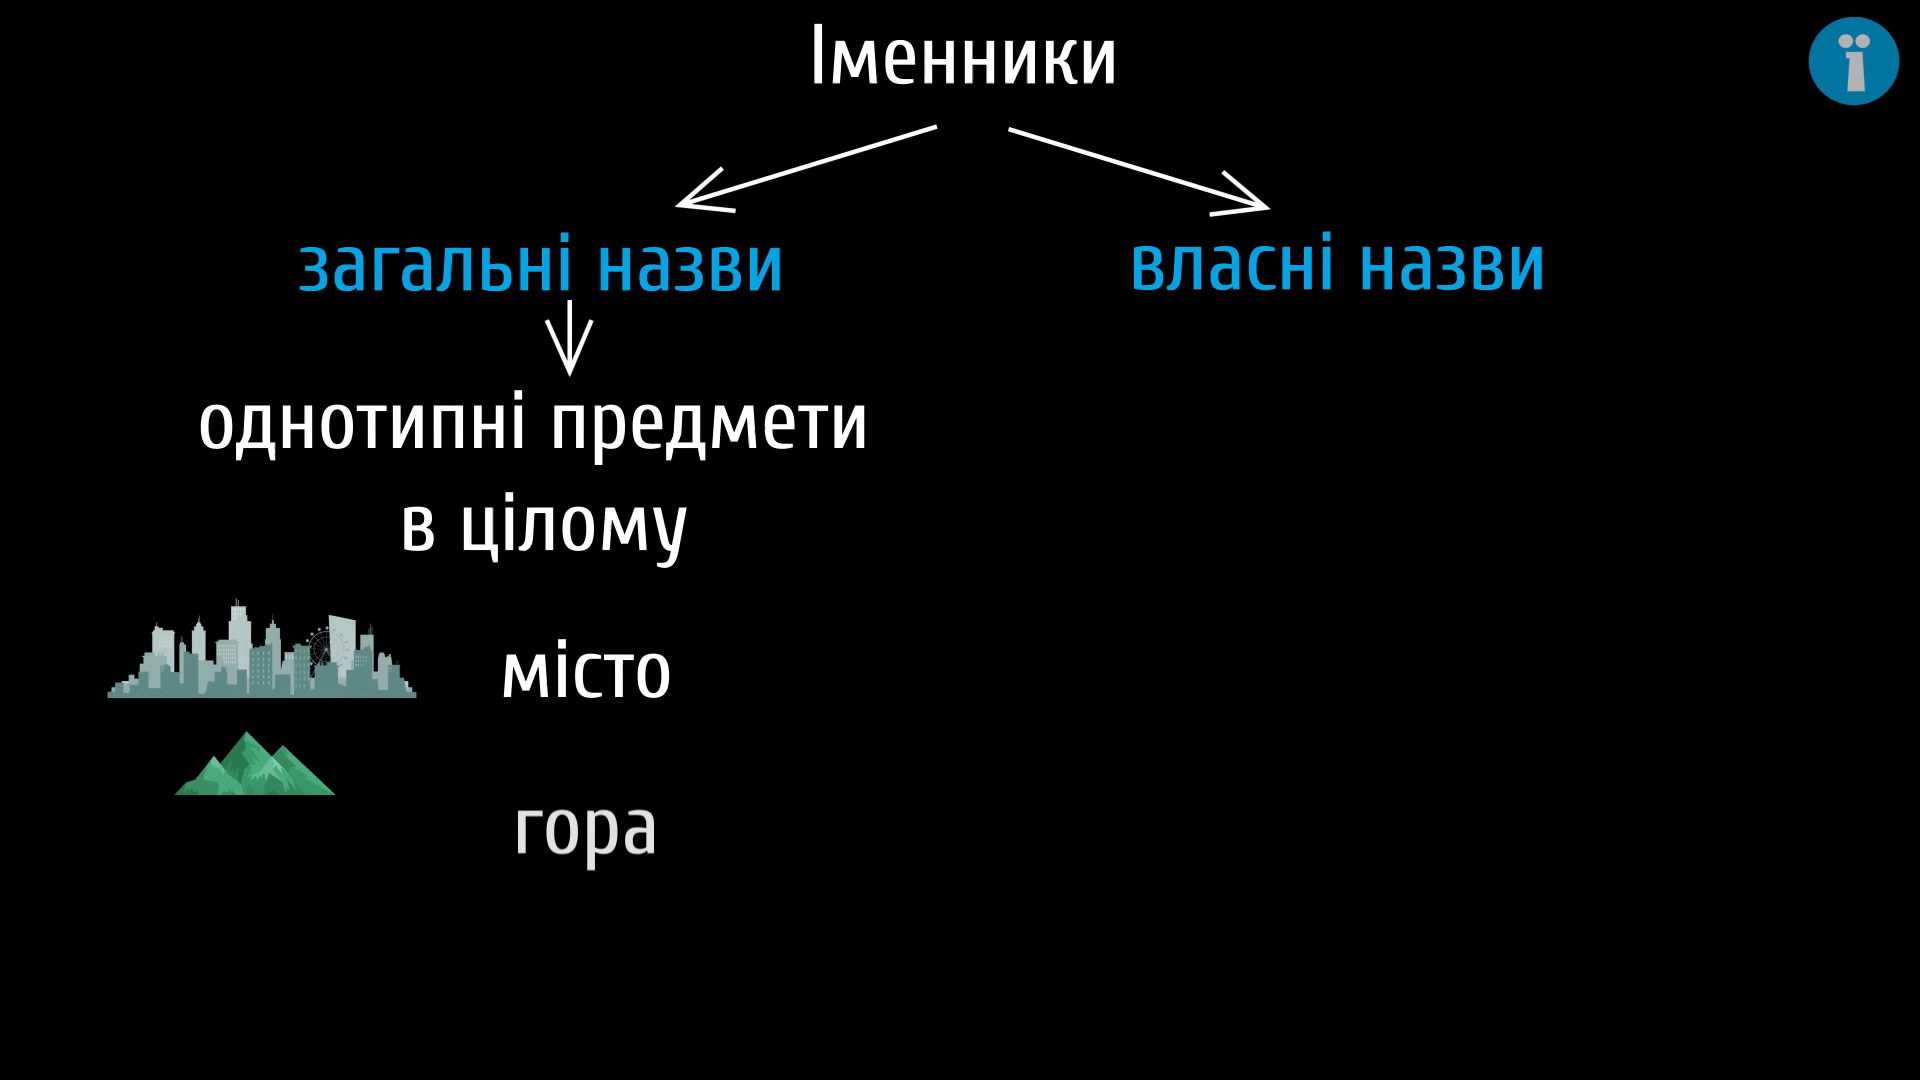 Іменники
загальні назви
власні назви
однотипні предмети
в цілому
місто
гора
ї